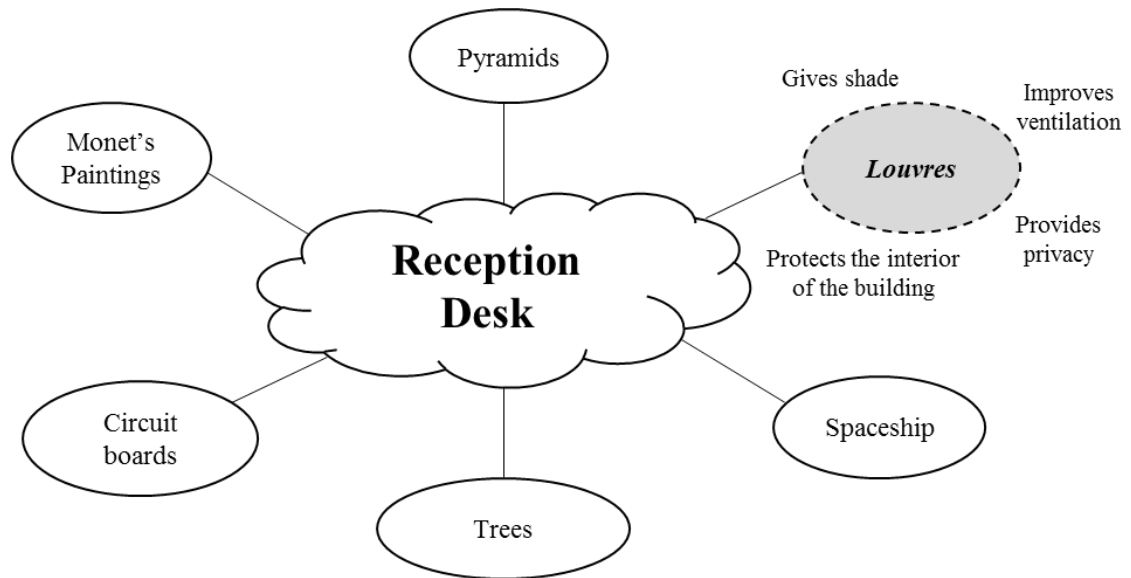 Pyramids
Gives shade
Improves
ventilation
Monet’s
Paintings
Louvres
Provides
privacy
Protects the interior
of the building
Reception
Desk
Circuit
boards
Spaceship
Trees